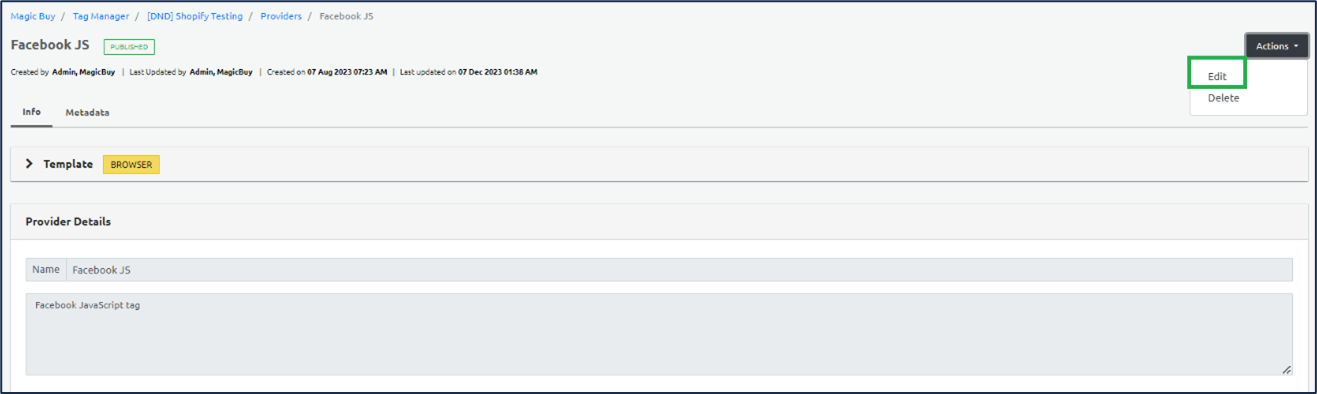 Magic Buy / Tag Manager / [DND] Shopify Testing / Providers / Facebook JS
Facebook JS PUBLISHED
Actions
Created by Admin, MagicBuy | Last Updated by Admin, MagicBuy | Created on 07 Aug 2023 07:23 AM | Last updated on 07 Dec 2023 01:38 AM
Edit
Delete
Info Metadata
Template BROWSER
Provider Details
Name Facebook JS
Facebook JavaScript tag